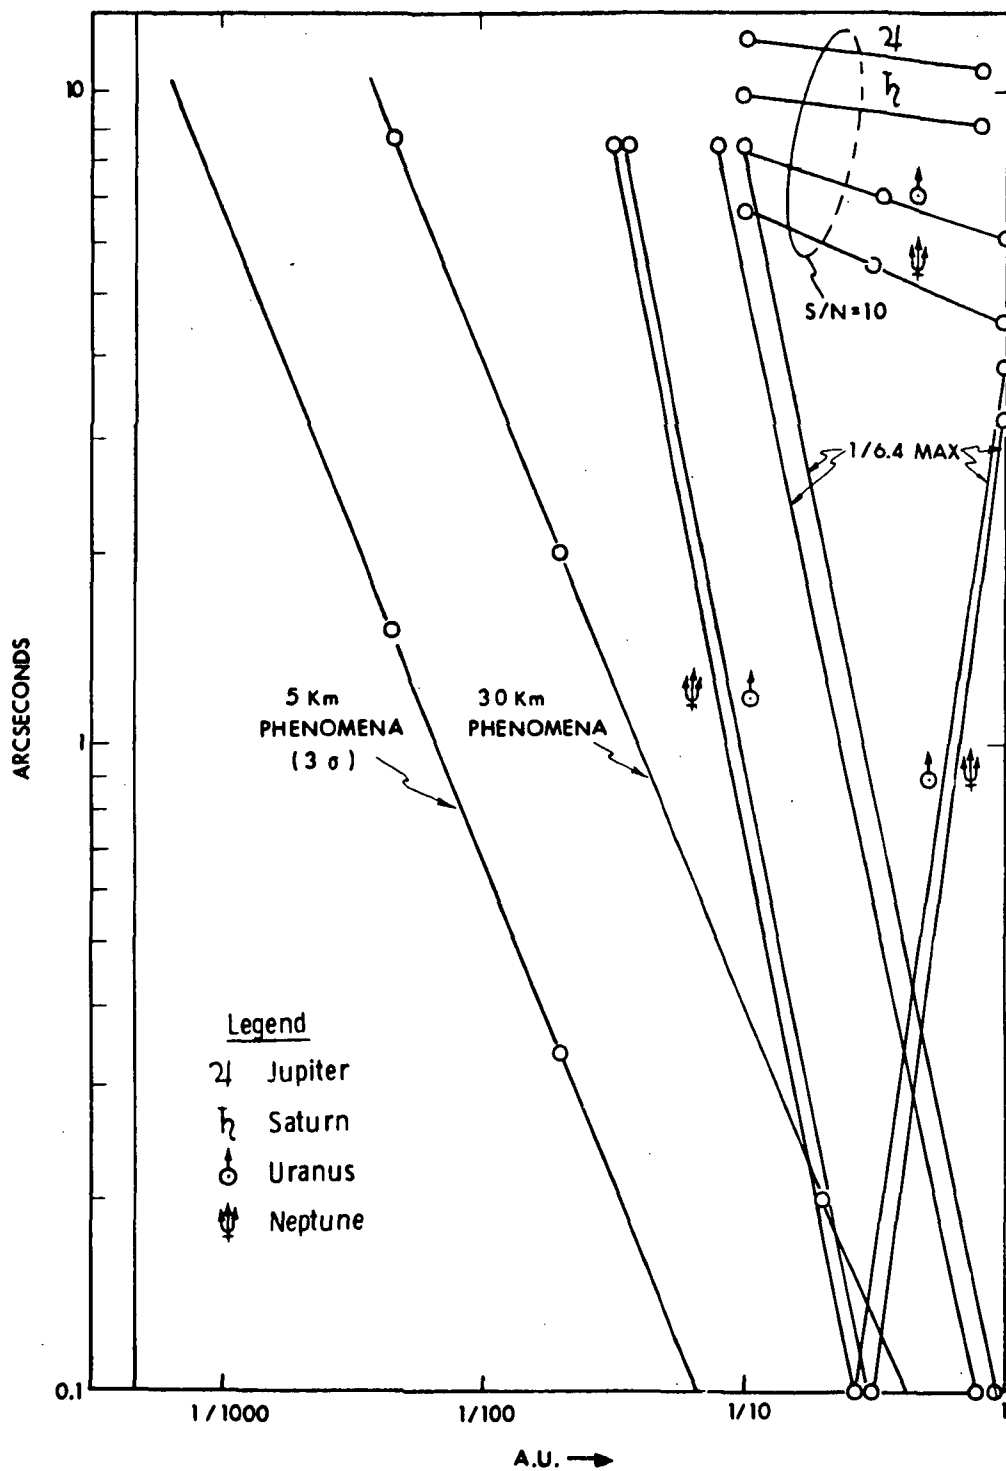 ♃
10
♄
S/N=10
1/6.4 MAX
ARCSECONDS
5 Km
PHENOMENA
(3 σ)
30 Km
PHENOMENA
1
Legend
♃ Jupiter
♄ Saturn
⛢ Uranus
♆ Neptune
0.1
1/1000
1/100
1/10
1
A.U. →